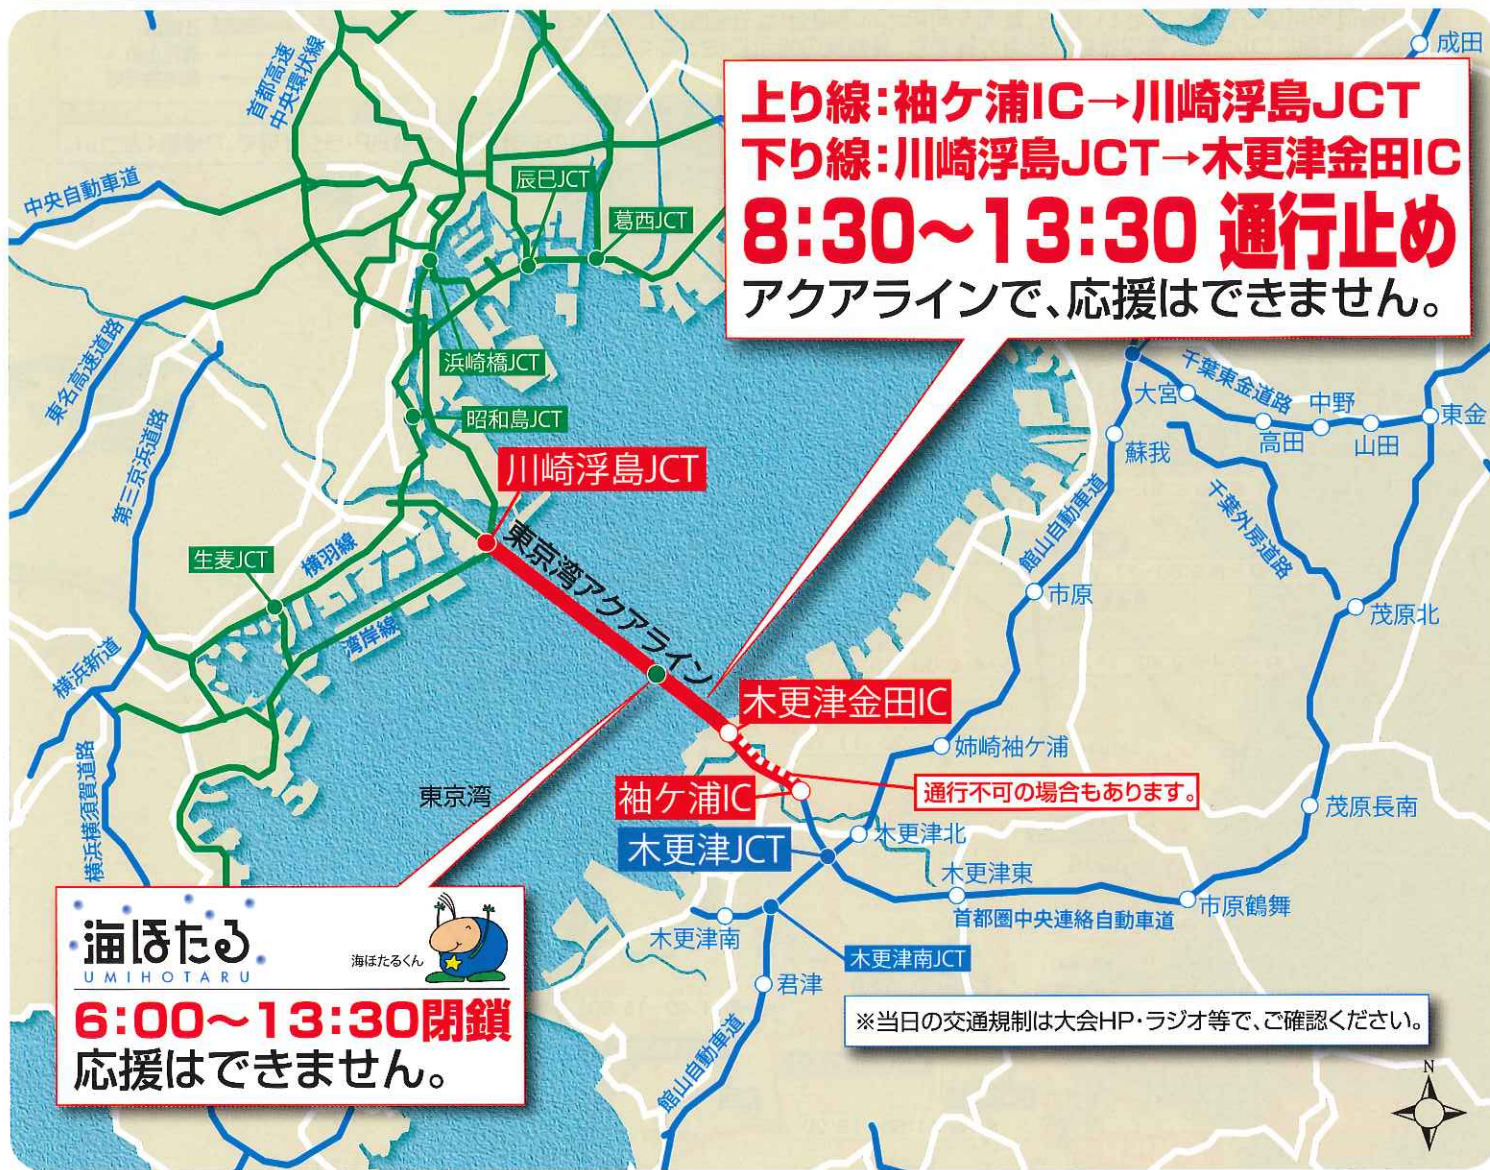 成田
首都高速
中央環状線
上り線:袖ケ浦IC→川崎浮島JCT
下り線:川崎浮島JCT→木更津金田IC
8:30〜13:30 通行止め
アクアラインで、応援はできません。
中央自動車道
辰巳JCT
葛西JCT
東名高速道路
浜崎橋JCT
昭和島JCT
第三京浜道路
川崎浮島JCT
千葉東金道路
大宮
高田
中野
山田
東金
蘇我
千葉外房道路
館山自動車道
生麦JCT
横羽線
東京湾アクアライン
湾岸線
市原
茂原北
横浜新道
木更津金田IC
姉崎袖ケ浦
横浜横須賀道路
東京湾
袖ケ浦IC
通行不可の場合もあります。
茂原長南
木更津JCT
木更津北
木更津東
首都圏中央連絡自動車道
市原鶴舞
木更津南
木更津南JCT
君津
館山自動車道
海ほたる
UMIHOTARU
海ほたるくん
6:00〜13:30閉鎖
応援はできません。
※当日の交通規制は大会HP・ラジオ等で、ご確認ください。
N